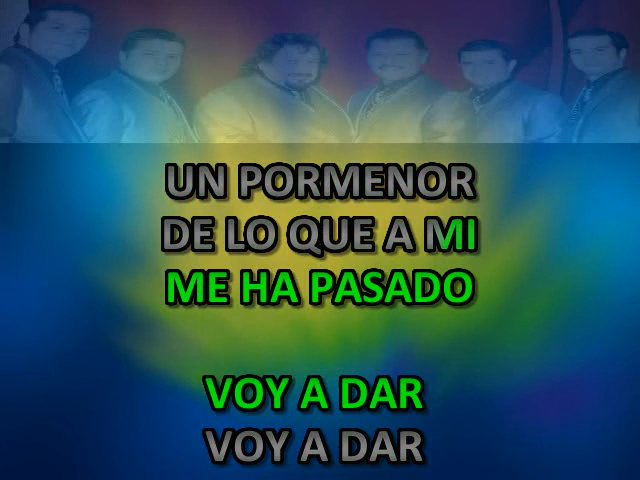 UN PORMENOR
DE LO QUE A MI
ME HA PASADO
VOY A DAR
VOY A DAR